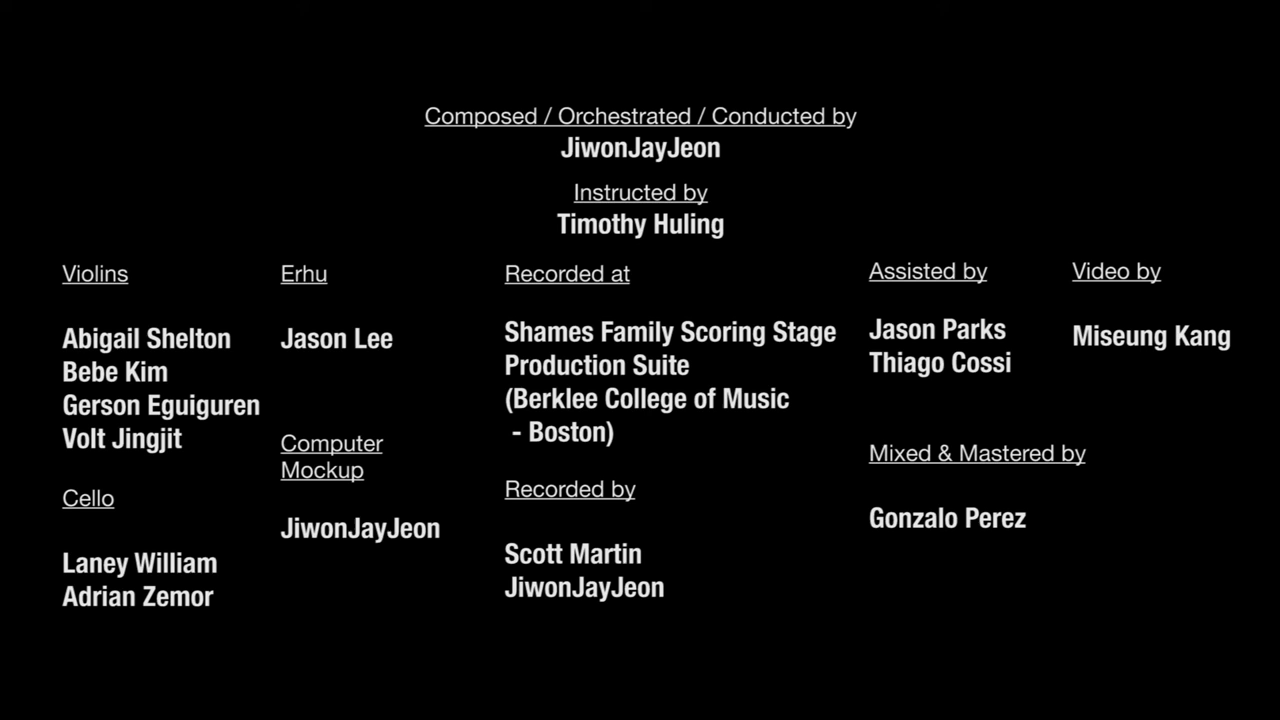 Composed / Orchestrated / Conducted by
JiwonJayJeon
Instructed by
Timothy Huling
Violins
Abigail Shelton
Bebe Kim
Gerson Eguiguren
Volt Jingjit
Cello
Laney William
Adrian Zemor
Erhu
Jason Lee
Computer
Mockup
JiwonJayJeon
Recorded at
Shames Family Scoring Stage
Production Suite
(Berklee College of Music
- Boston)
Recorded by
Scott Martin
JiwonJayJeon
Assisted by
Jason Parks
Thiago Cossi
Mixed & Mastered by
Gonzalo Perez
Video by
Miseung Kang